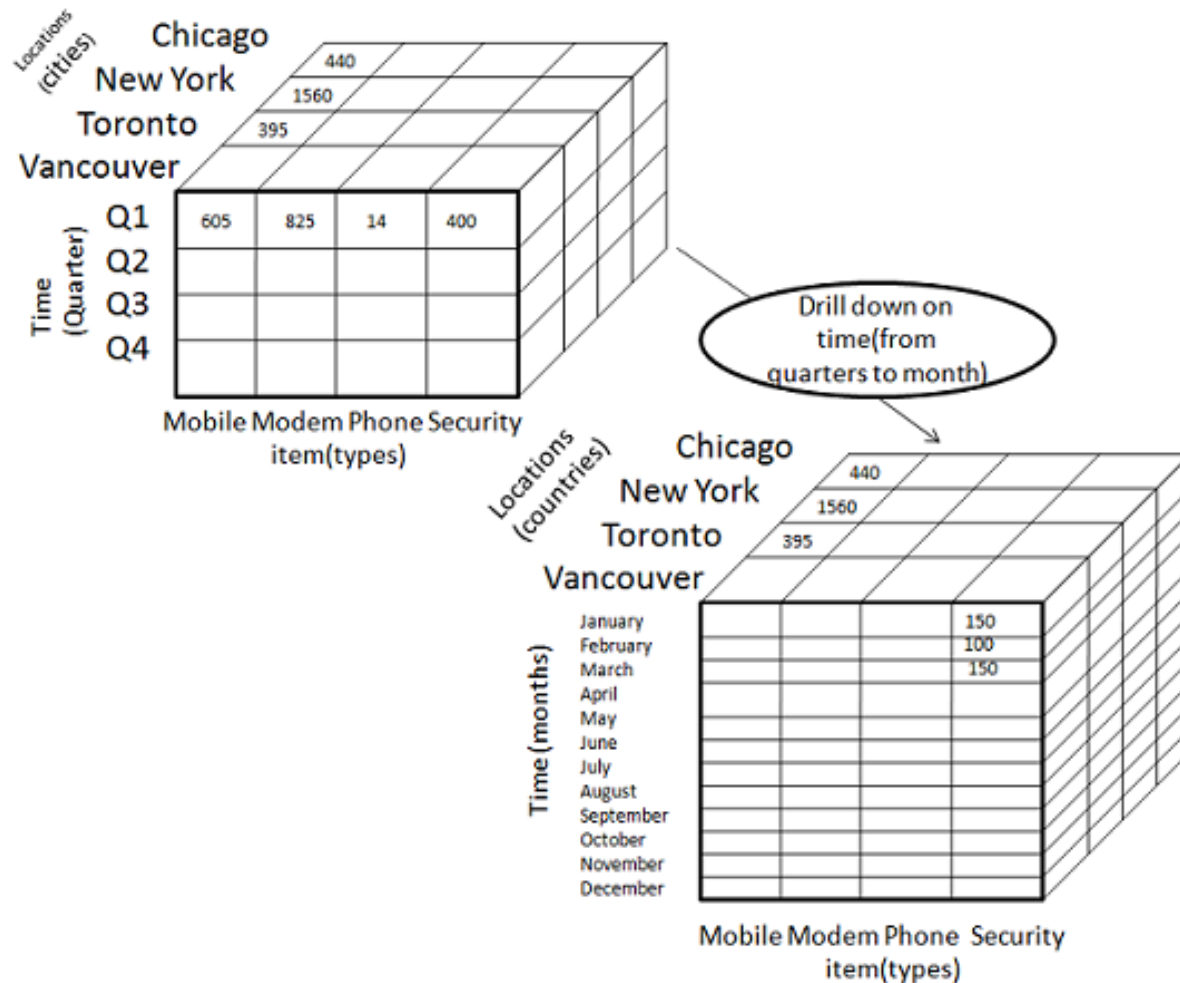 Locations
(cities)
Chicago
New York
Toronto
Vancouver
440
1560
395
Time
(Quarter)
Q1
Q2
Q3
Q4
605 825 14 400
Mobile Modem Phone Security
item(types)
Drill down on
time(from
quarters to month)
Locations
(countries)
Chicago
New York
Toronto
Vancouver
440
1560
395
Time (months)
January 150
February 100
March 150
April
May
June
July
August
September
October
November
December
Mobile Modem Phone Security
item(types)